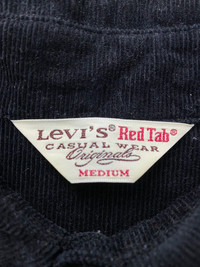 Levi's® Red Tab®
CASUAL WEAR
Originals
MEDIUM